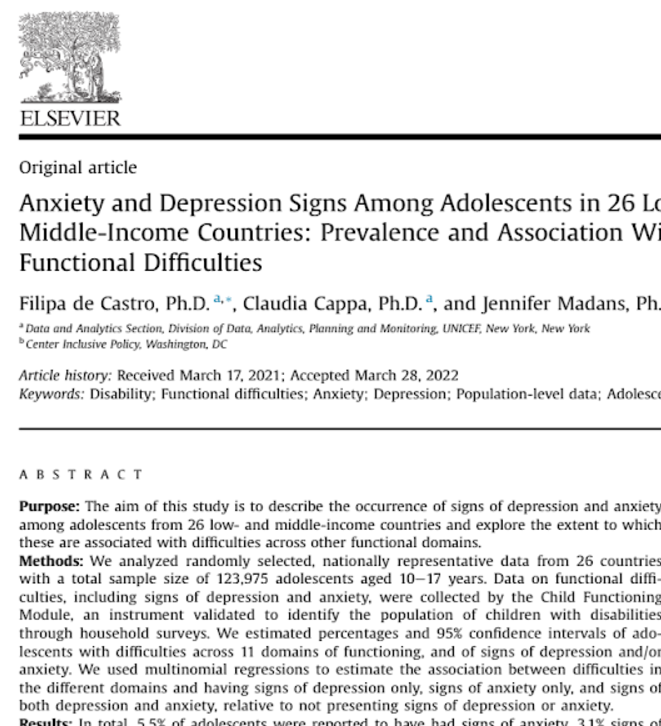 ELSEVIER
Original article
Anxiety and Depression Signs Among Adolescents in 26 Lo
Middle-Income Countries: Prevalence and Association Wi
Functional Difficulties
Filipa de Castro, Ph.D. a,*, Claudia Cappa, Ph.D. a, and Jennifer Madans, Ph.
a Data and Analytics Section, Division of Data, Analytics, Planning and Monitoring, UNICEF, New York, New York
b Center Inclusive Policy, Washington, DC
Article history: Received March 17, 2021; Accepted March 28, 2022
Keywords: Disability; Functional difficulties; Anxiety; Depression; Population-level data; Adolesce
A B S T R A C T
Purpose: The aim of this study is to describe the occurrence of signs of depression and anxiety
among adolescents from 26 low- and middle-income countries and explore the extent to which
these are associated with difficulties across other functional domains.
Methods: We analyzed randomly selected, nationally representative data from 26 countries
with a total sample size of 123,975 adolescents aged 10–17 years. Data on functional diffi-
culties, including signs of depression and anxiety, were collected by the Child Functioning
Module, an instrument validated to identify the population of children with disabilities
through household surveys. We estimated percentages and 95% confidence intervals of ado-
lescents with difficulties across 11 domains of functioning, and of signs of depression and/or
anxiety. We used multinomial regressions to estimate the association between difficulties in
the different domains and having signs of depression only, signs of anxiety only, and signs of
both depression and anxiety, relative to not presenting signs of depression or anxiety.
Results: In total, 5.5% of adolescents were reported to have had signs of anxiety, 3.1% signs of